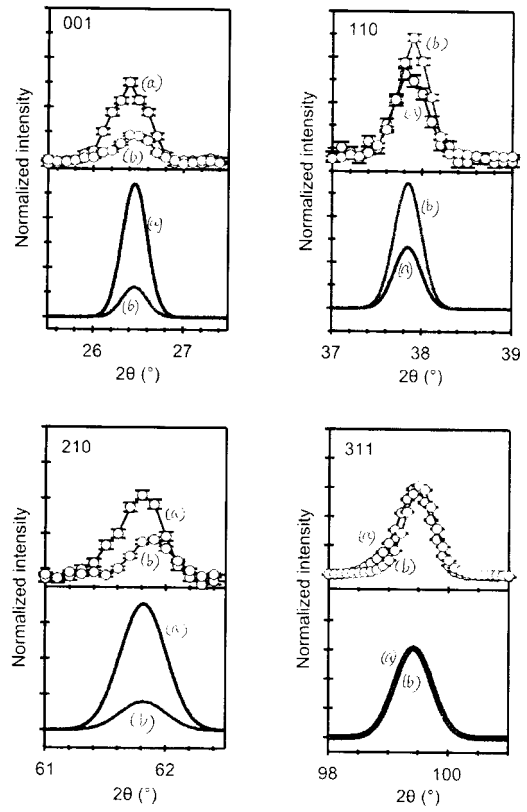 001
(a)
(b)
(a)
(b)
Normalized intensity
26 27
2θ (°)
110
(b)
(a)
(b)
(a)
Normalized intensity
37 38 39
2θ (°)
210
(a)
(b)
(a)
(b)
Normalized intensity
61 62
2θ (°)
311
(a)
(b)
(a)
(b)
Normalized intensity
98 100
2θ (°)